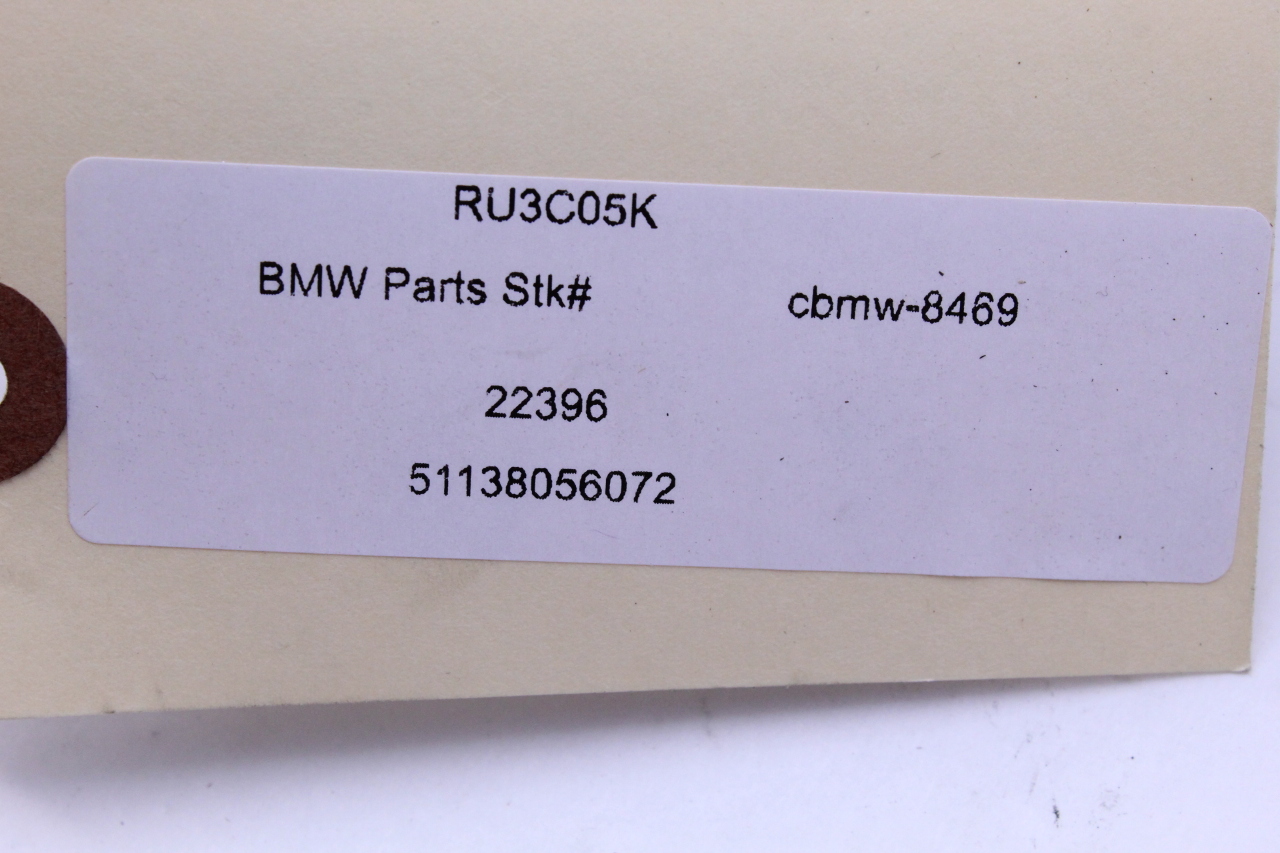 RU3C05K
BMW Parts Stk# cbmw-8469
22396
51138056072